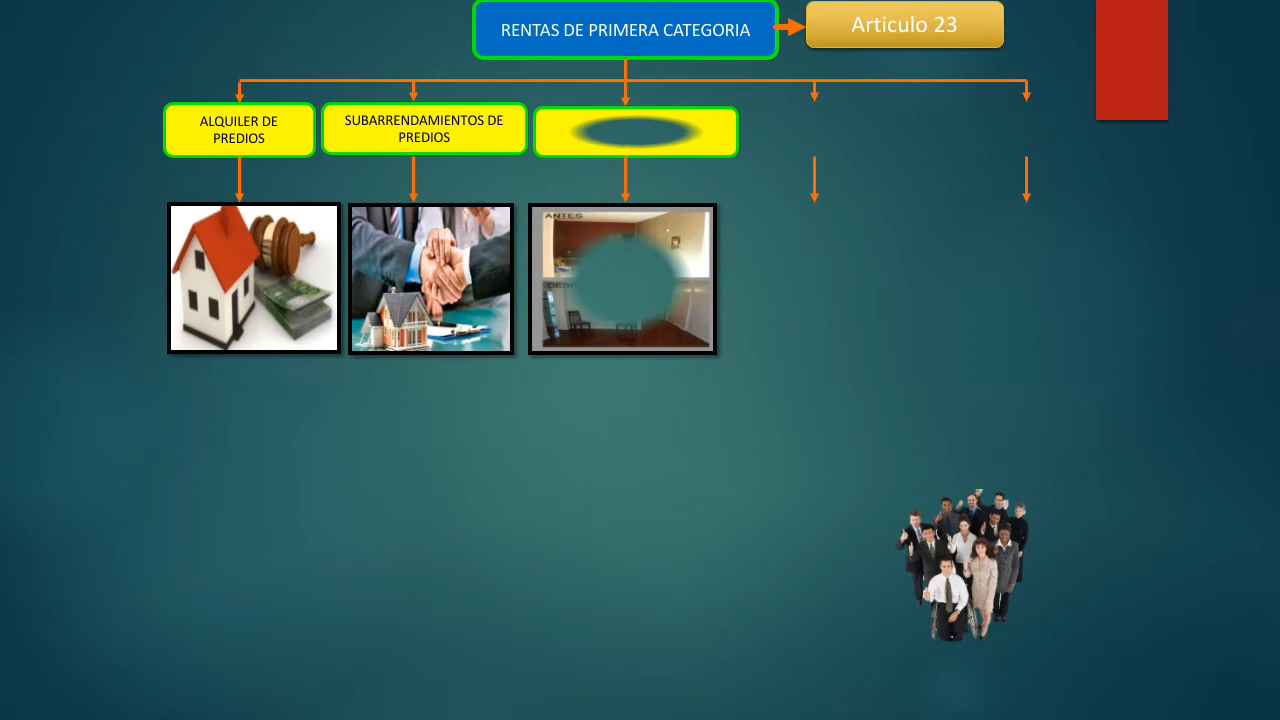 RENTAS DE PRIMERA CATEGORIA
Articulo 23
ALQUILER DE
PREDIOS
SUBARRENDAMIENTOS DE
PREDIOS
ANTES